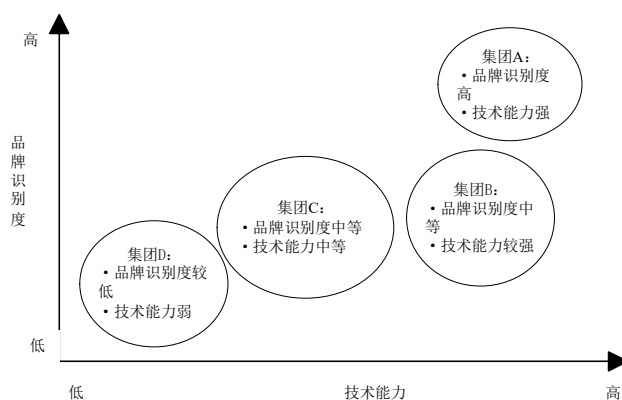 高
品
牌
识
别
度
低
集团A:
·品牌识别度
高
·技术能力强
集团B:
·品牌识别度中
等
·技术能力较强
集团C:
·品牌识别度中等
·技术能力中等
集团D:
·品牌识别度较
低
·技术能力弱
低
技术能力
高